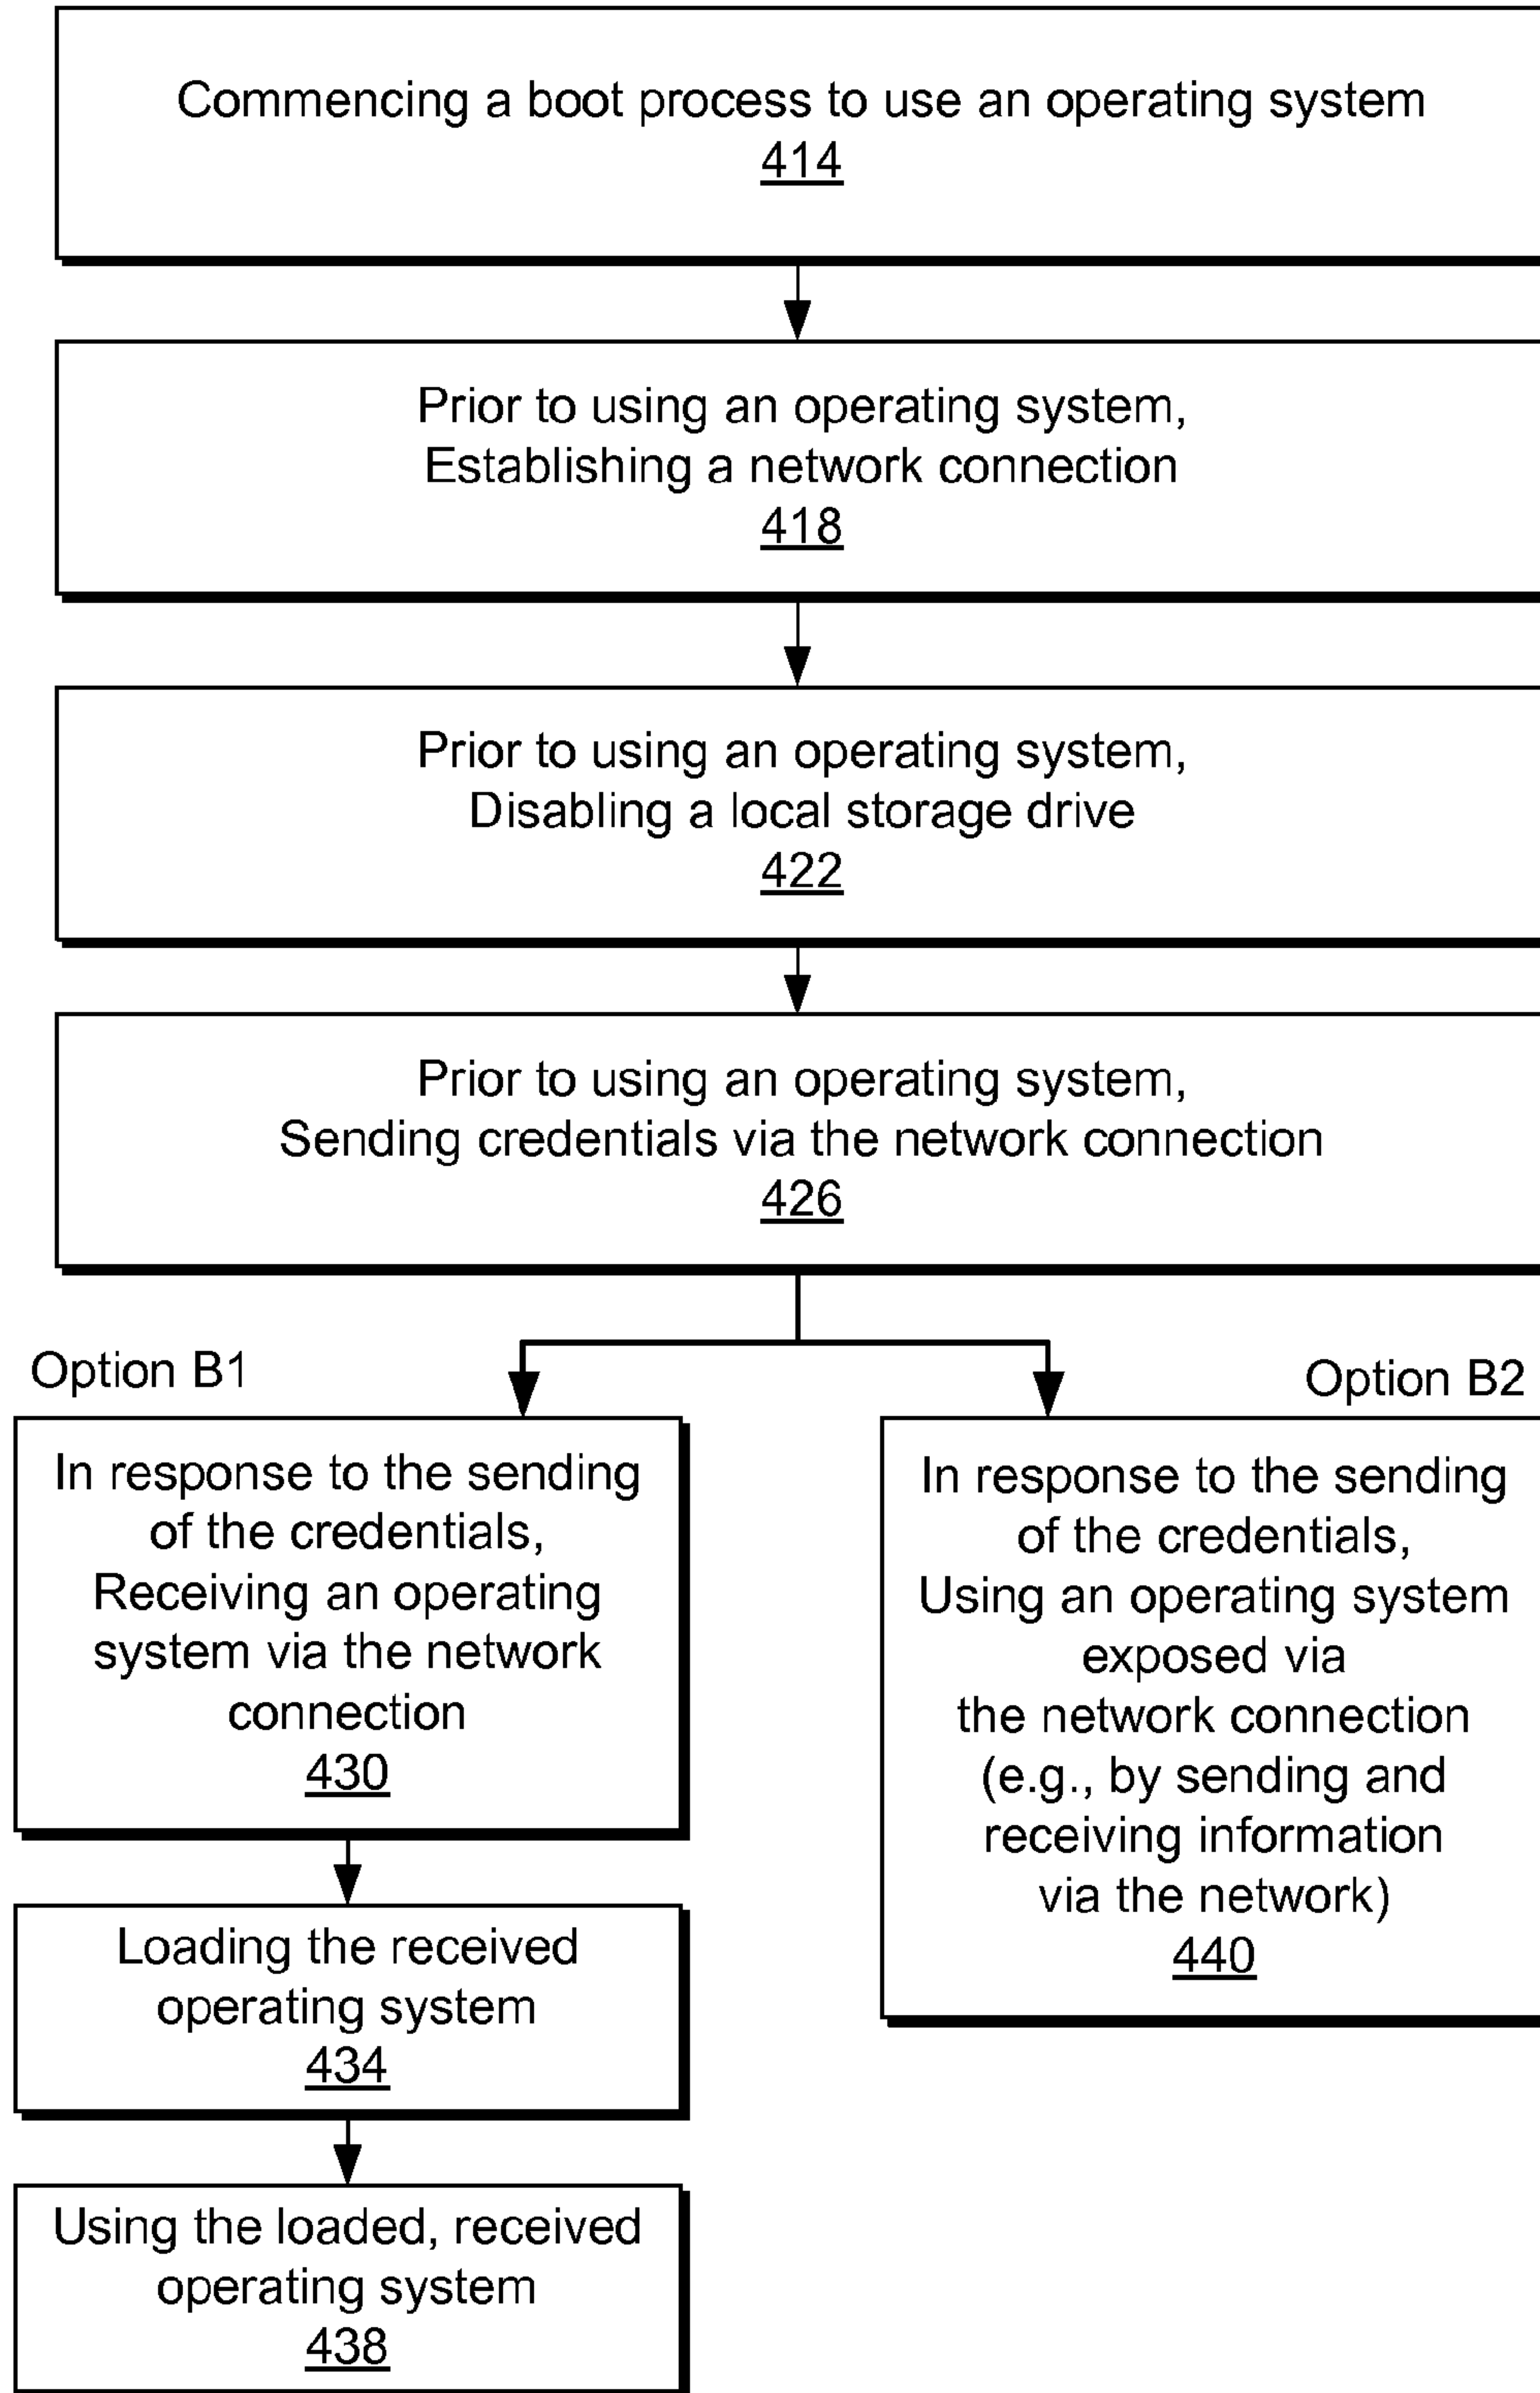 Commencing a boot process to use an operating system
414
Prior to using an operating system,
Establishing a network connection
418
Prior to using an operating system,
Disabling a local storage drive
422
Prior to using an operating system,
Sending credentials via the network connection
426
Option B1
In response to the sending
of the credentials,
Receiving an operating
system via the network
connection
430
Loading the received
operating system
434
Using the loaded, received
operating system
438
Option B2
In response to the sending
of the credentials,
Using an operating system
exposed via
the network connection
(e.g., by sending and
receiving information
via the network)
440